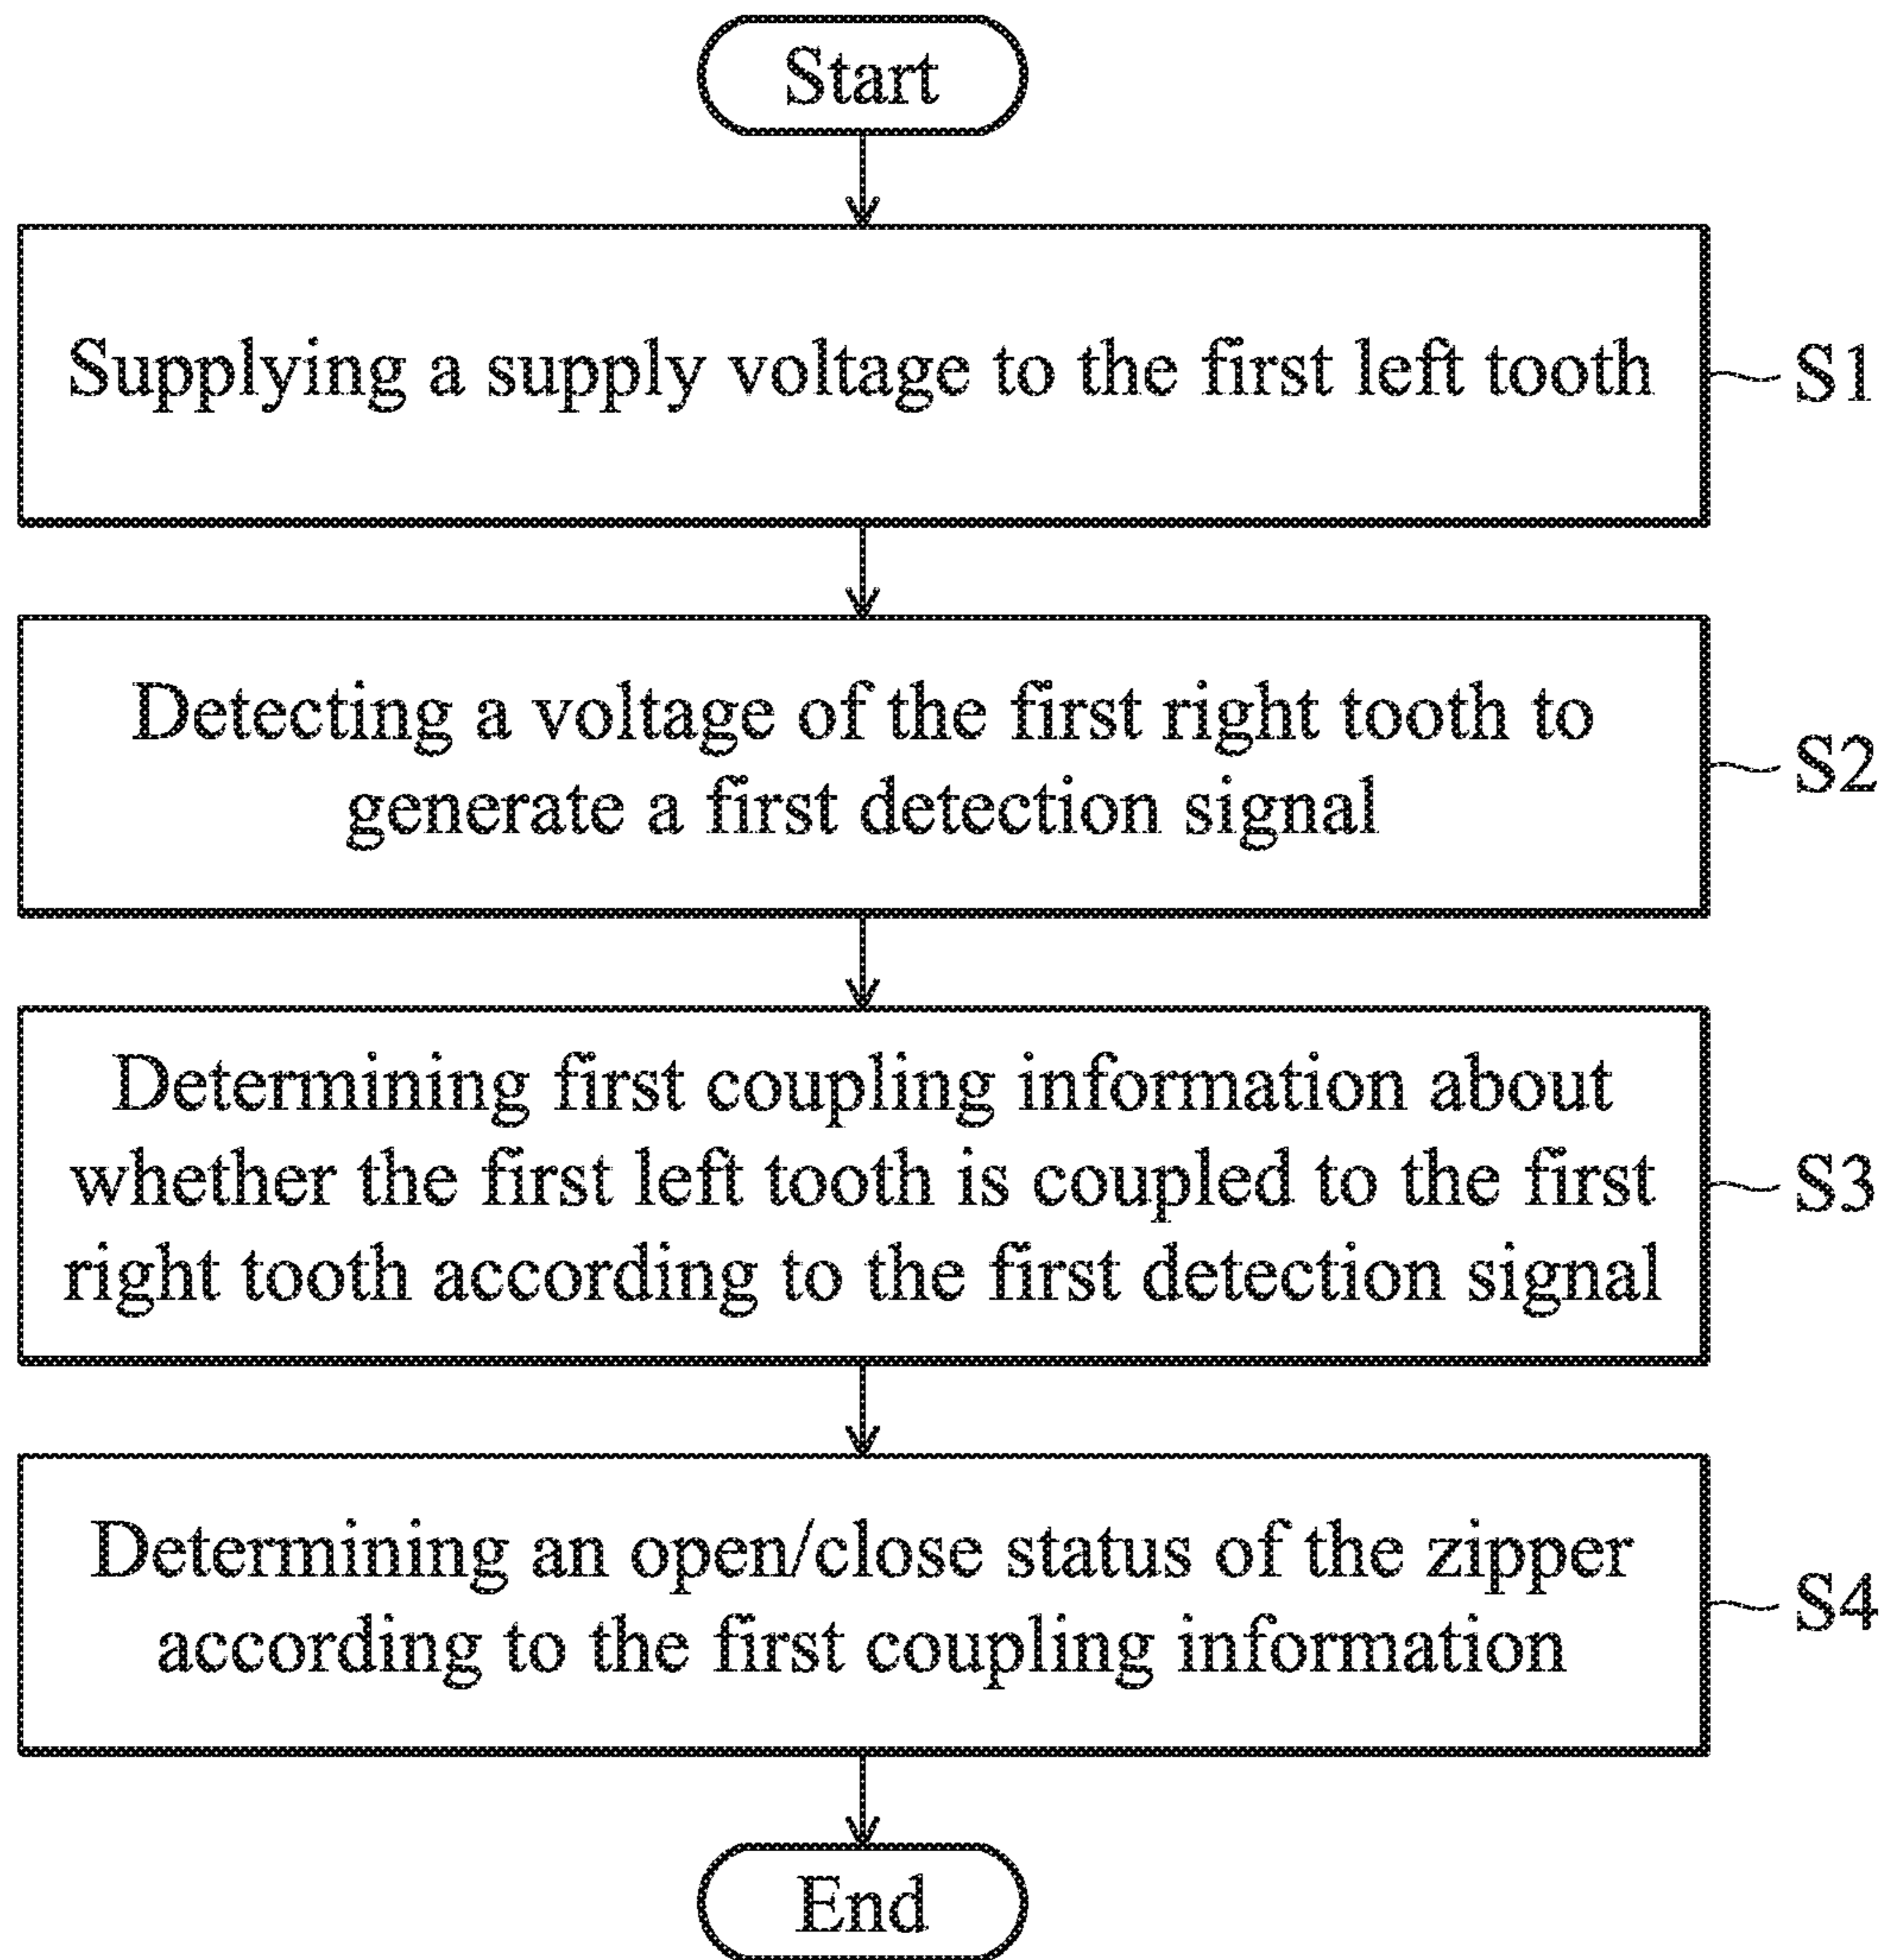 Start
Supplying a supply voltage to the first left tooth
S1
Detecting a voltage of the first right tooth to
generate a first detection signal
S2
Determining first coupling information about
whether the first left tooth is coupled to the first
right tooth according to the first detection signal
S3
Determining an open/close status of the zipper
according to the first coupling information
S4
End